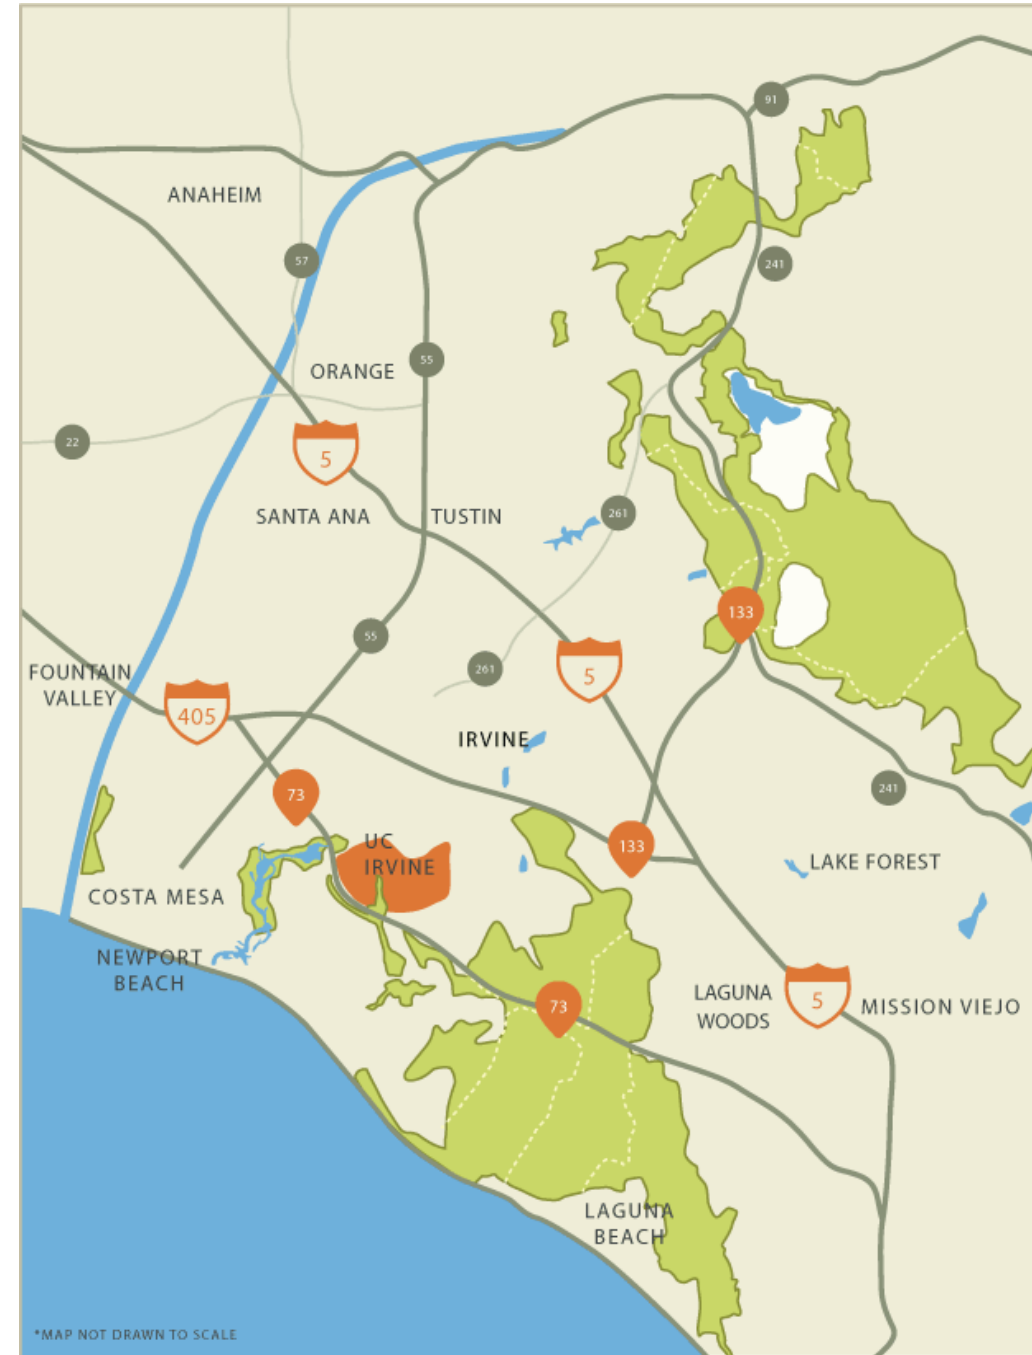 91
ANAHEIM
57
241
55
ORANGE
22
5
SANTA ANA
TUSTIN
261
133
55
FOUNTAIN
VALLEY
261
5
405
IRVINE
73
241
UC
IRVINE
133
LAKE FOREST
COSTA MESA
NEWPORT
BEACH
73
LAGUNA
WOODS
5
MISSION VIEJO
LAGUNA
BEACH
*MAP NOT DRAWN TO SCALE